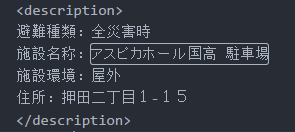 <description>
避難種類：全災害時
施設名称：アスピカホール国高 駐車場
施設環境：屋外
住所：押田二丁目１-１５
</description>